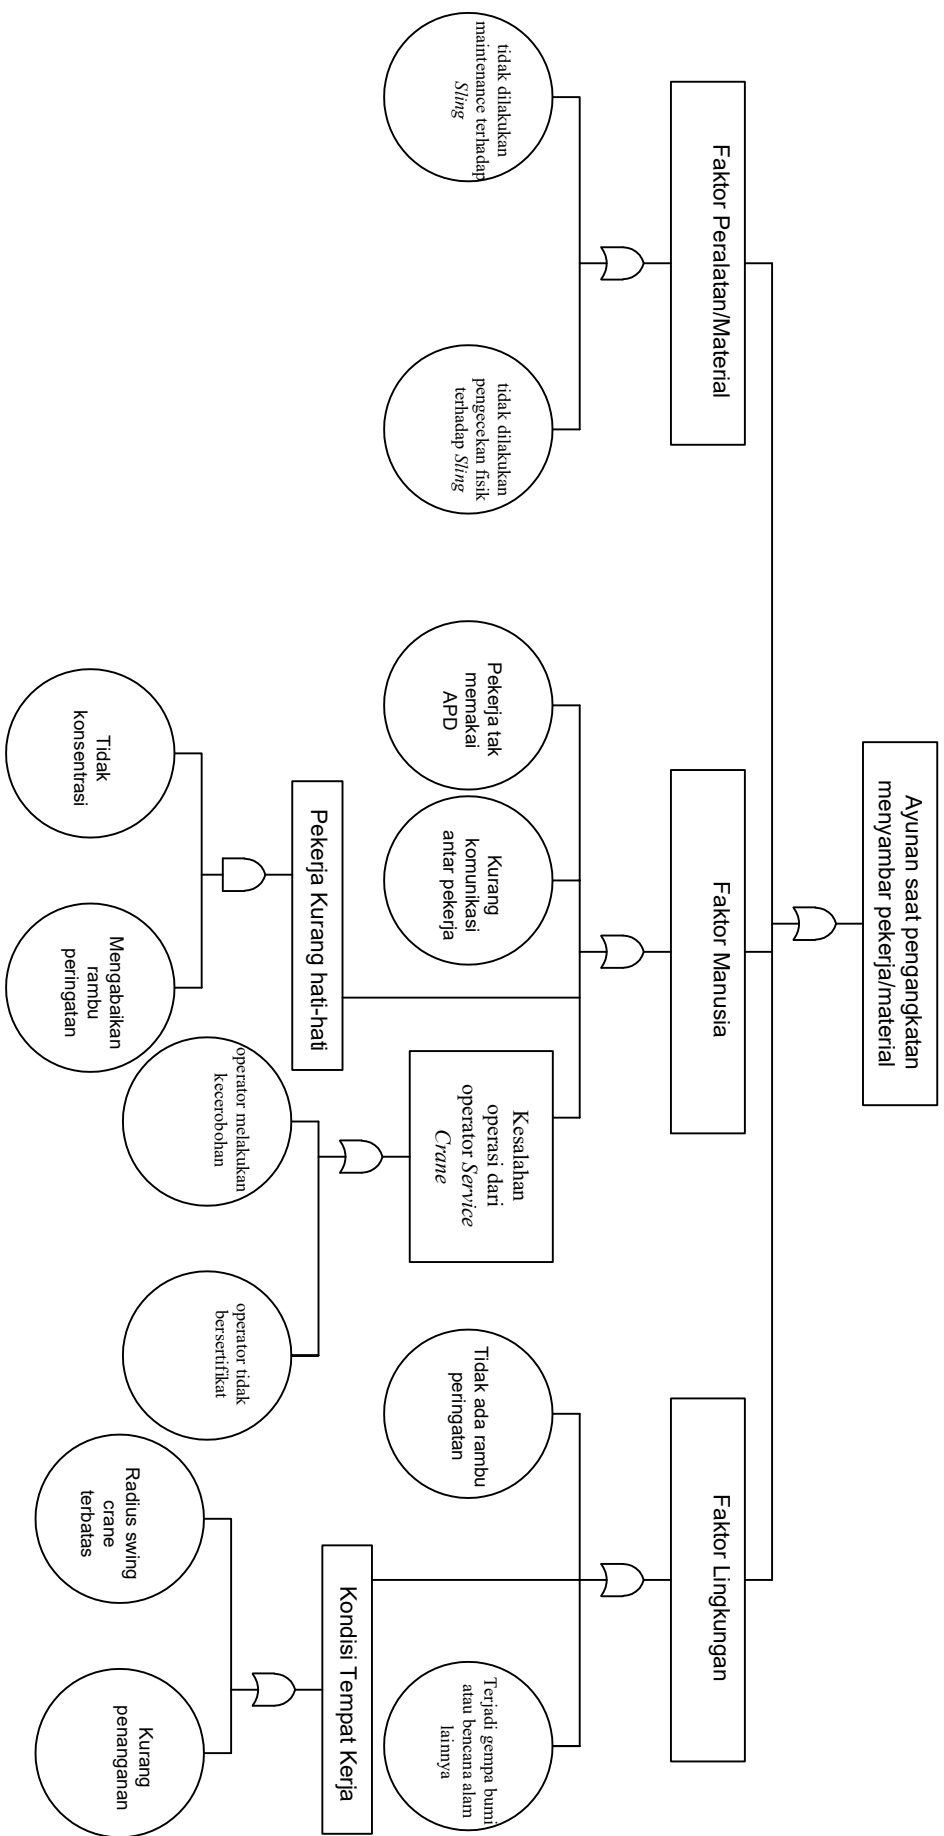 Ayunan saat pengangkatan
menyambar pekerja/material
Faktor Peralatan/Material
Faktor Manusia
Faktor Lingkungan
tidak dilakukan
maintenance terhadap
Sling
tidak dilakukan
pengecekan fisik
terhadap Sling
Pekerja tak
memakai
APD
Kurang
komunikasi
antar pekerja
Kesalahan
operasi dari
operator Service
Crane
Tidak ada rambu
peringatan
Terjadi gempa bumi
atau bencana alam
lainnya
Pekerja Kurang hati-hati
Kondisi Tempat Kerja
Tidak
konsentrasi
Mengabaikan
rambu
peringatan
operator melakukan
kecerobohan
operator tidak
bersertifikat
Radius swing
crane
terbatas
Kurang
penanganan